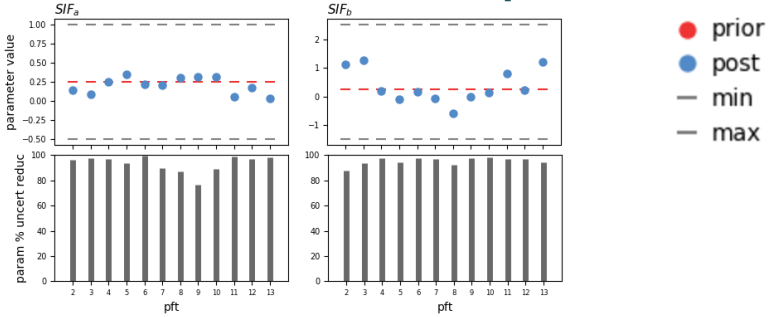 SIFa
SIFb
parameter value
1.00
0.75
0.50
0.25
0.00
−0.25
−0.50
2
1
0
−1
param % uncert reduc
100
80
60
40
20
0
2 3 4 5 6 7 8 9 10 11 12 13
pft
100
80
60
40
20
0
2 3 4 5 6 7 8 9 10 11 12 13
pft
prior
post
min
max